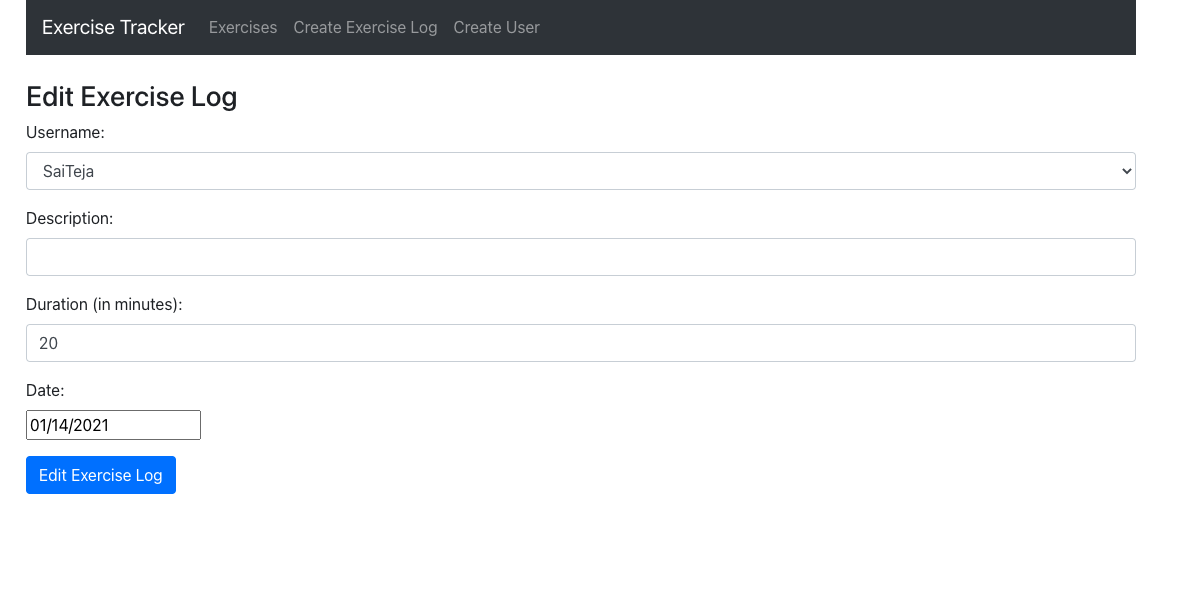 Exercise Tracker Exercises Create Exercise Log Create User
Edit Exercise Log
Username:
SaiTeja
Description:
Duration (in minutes):
20
Date:
01/14/2021
Edit Exercise Log